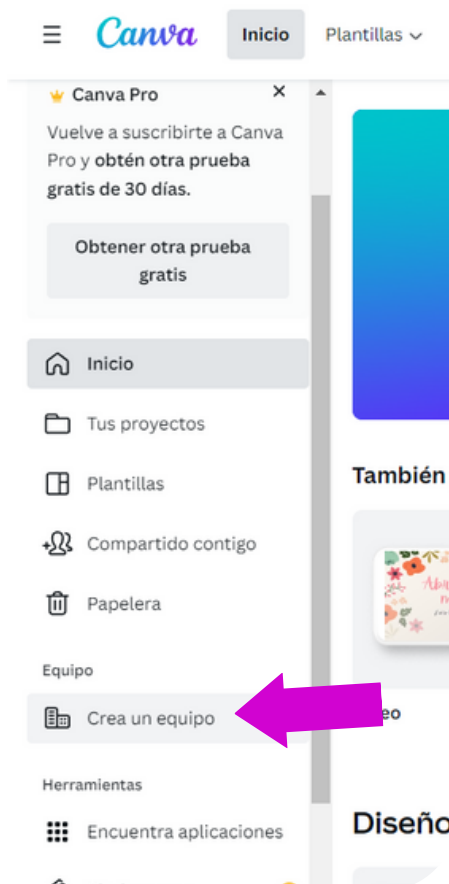 Canva
Inicio
Plantillas
Canva Pro
Vuelve a suscribirte a Canva
Pro y obtén otra prueba
gratis de 30 días.
Obtener otra prueba
gratis
Inicio
Tus proyectos
Plantillas
Compartido contigo
Papelera
Equipo
Crea un equipo
Herramientas
Encuentra aplicaciones
También
eo
Diseño